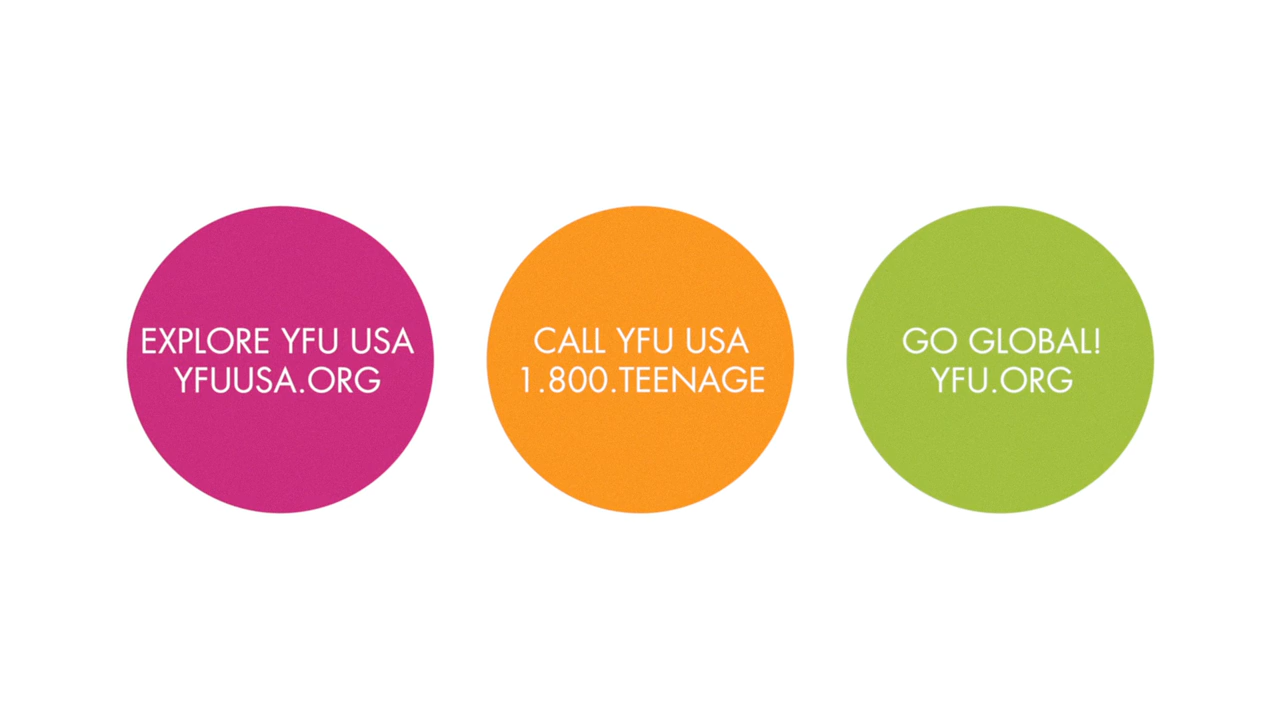 EXPLORE YFU USA
YFUUSA.ORG
CALL YFU USA
1.800.TEENAGE
GO GLOBAL!
YFU.ORG